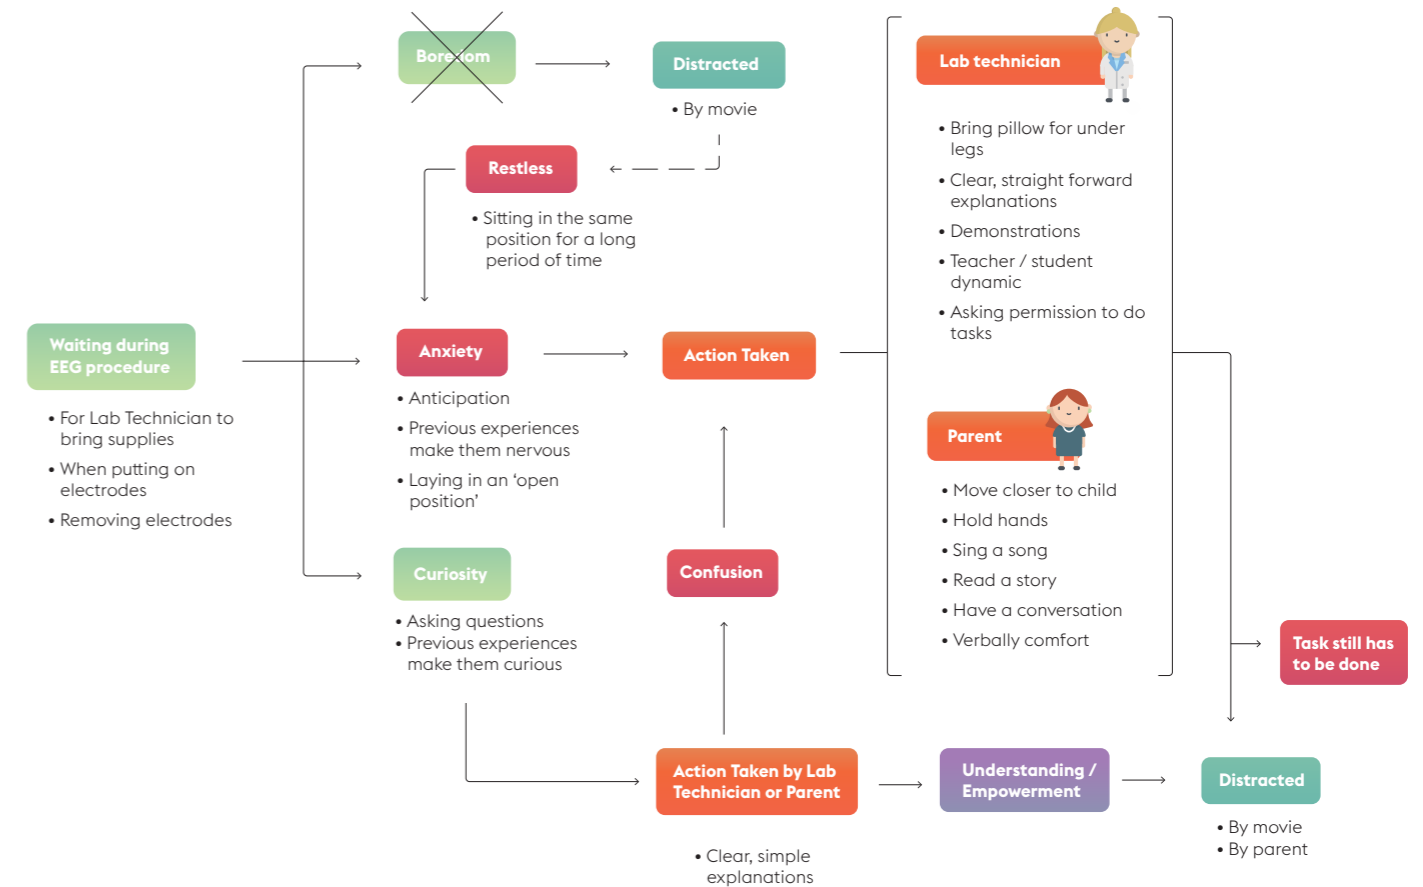 Boredom
Distracted
• By movie
Restless
• Sitting in the same
position for a long
period of time
Waiting during
EEG procedure
• For Lab Technician to
bring supplies
• When putting on
electrodes
• Removing electrodes
Anxiety
• Anticipation
• Previous experiences
make them nervous
• Laying in an ‘open
position’
Curiosity
• Asking questions
• Previous experiences
make them curious
Action Taken
Confusion
Action Taken by Lab
Technician or Parent
• Clear, simple
explanations
Lab technician
• Bring pillow for under
legs
• Clear, straight forward
explanations
• Demonstrations
• Teacher / student
dynamic
• Asking permission to do
tasks
Parent
• Move closer to child
• Hold hands
• Sing a song
• Read a story
• Have a conversation
• Verbally comfort
Understanding /
Empowerment
Task still has
to be done
Distracted
• By movie
• By parent